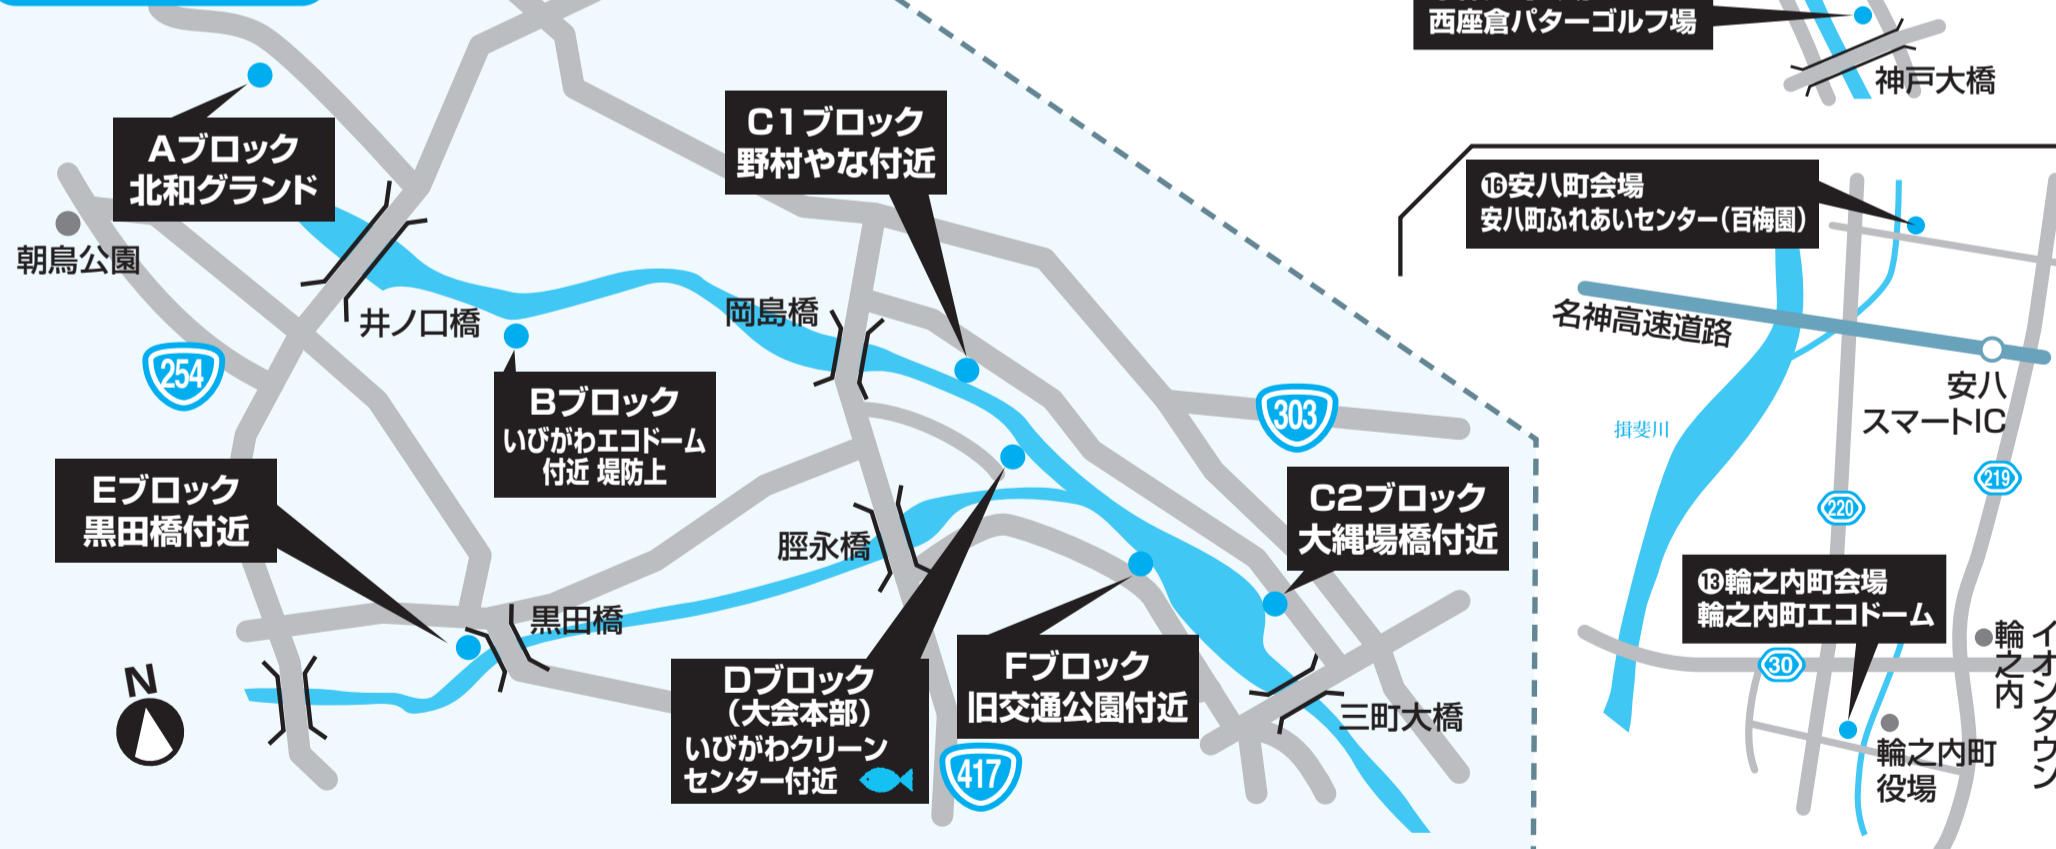 西座倉パターゴルフ場
神戸大橋
Aブロック
北和グランド
朝鳥公園
井ノ口橋
254
C1ブロック
野村やな付近
岡島橋
Bブロック
いびがわエコドーム
付近 堤防上
303
Eブロック
黒田橋付近
C2ブロック
大縄場橋付近
脛永橋
黒田橋
N
Dブロック
（大会本部）
いびがわクリーン
センター付近
Fブロック
旧交通公園付近
417
三町大橋
⓰安八町会場
安八町ふれあいセンター（百梅園）
名神高速道路
安八
スマートIC
揖斐川
219
220
⓭輪之内町会場
輪之内町エコドーム
30
イオンタウン
輪之内
輪之内町
役場